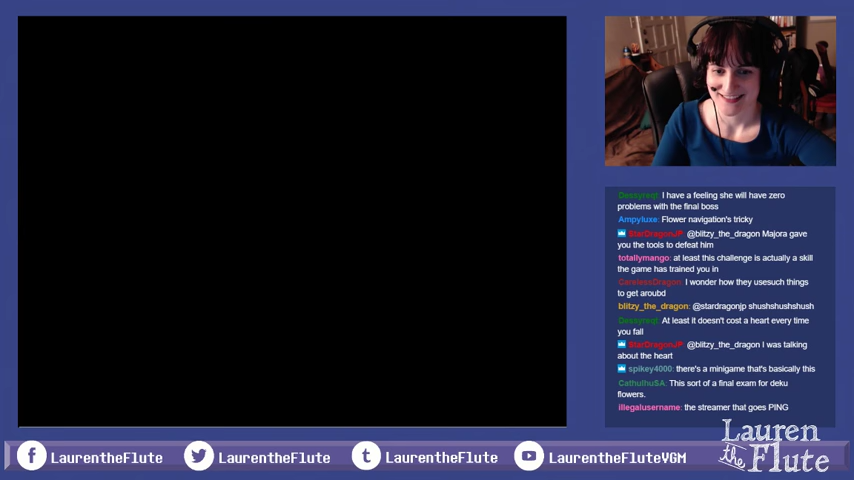 Dessyreqt: I have a feeling she will have zero
problems with the final boss
Ampyluxe: Flower navigation's tricky
StarDragonJP: @blitzy_the_dragon Majora gave
you the tools to defeat him
totallymango: at least this challenge is actually a skill
the game has trained you in
CarelessDragon: I wonder how they usesuch things
to get aroubd
blitzy_the_dragon: @stardragonjp shushshushshush
Dessyreqt: At least it doesn't cost a heart every time
you fall
StarDragonJP: @blitzy_the_dragon I was talking
about the heart
spikey4000: there's a minigame that's basically this
CathulhuSA: This sort of a final exam for deku
flowers.
illegalusername: the streamer that goes PING
Lauren
the Flute
LaurentheFlute
LaurentheFlute
LaurentheFlute
LaurentheFluteVGM